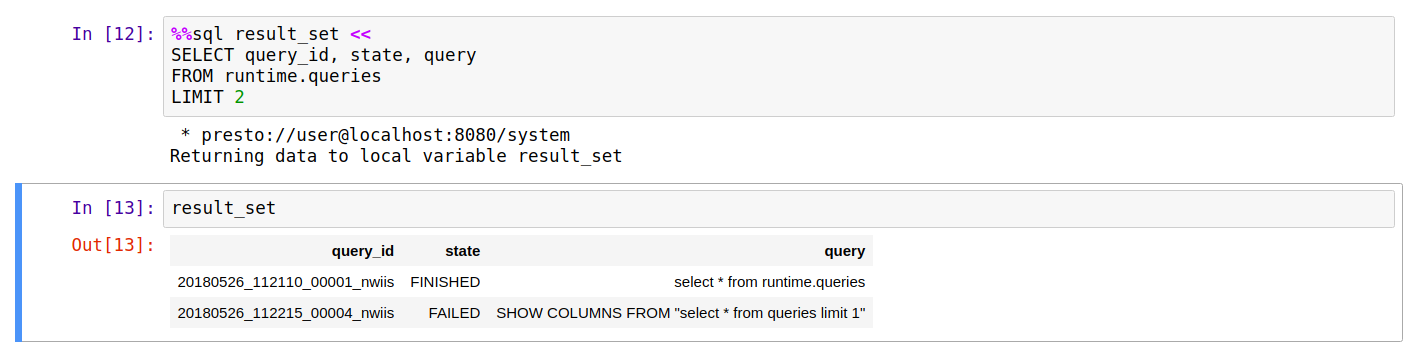 In [12]: %%sql result_set <<
SELECT query_id, state, query
FROM runtime.queries
LIMIT 2
* presto://user@localhost:8080/system
Returning data to local variable result_set
In [13]: result_set
Out[13]: query_id state query
20180526_112110_00001_nwiis FINISHED select * from runtime.queries
20180526_112215_00004_nwiis FAILED SHOW COLUMNS FROM "select * from queries limit 1"